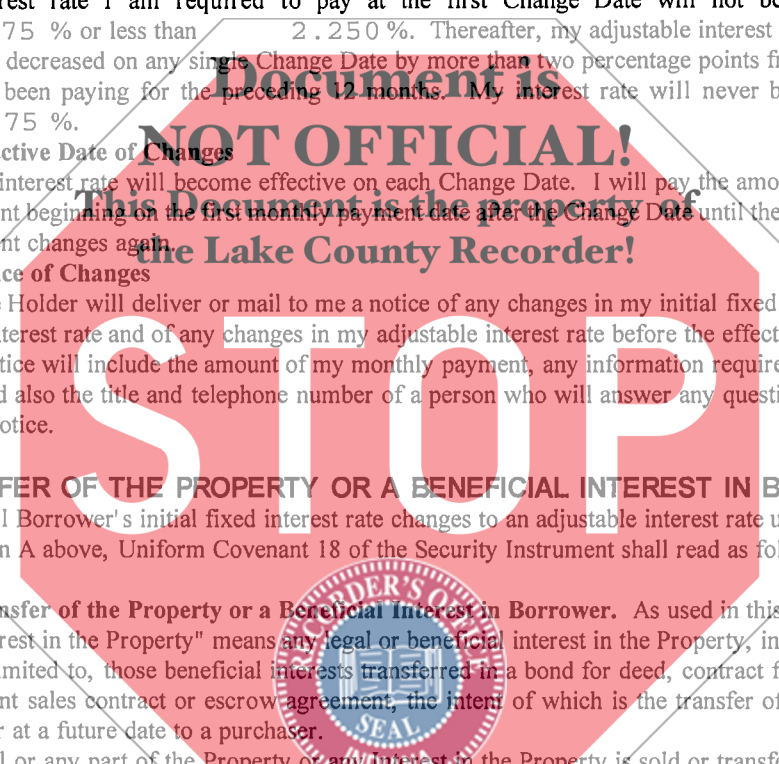 rest rate I am required to pay at the first Change Date will not be
75 % or less than 2.250 %. Thereafter, my adjustable interest
decreased on any single Change Date by more than two percentage points f
been paying for the preceding 12 months. My interest rate will never b
75 %.
ctive Date of Changes
interest rate will become effective on each Change Date. I will pay the amo
nt beginning on the first monthly payment date after the Change Date until the
nt changes again.
ce of Changes
Holder will deliver or mail to me a notice of any changes in my initial fixed
terest rate and of any changes in my adjustable interest rate before the effect
tice will include the amount of my monthly payment, any information require
d also the title and telephone number of a person who will answer any questi
otice.
FER OF THE PROPERTY OR A BENEFICIAL INTEREST IN B
l Borrower's initial fixed interest rate changes to an adjustable interest rate u
n A above, Uniform Covenant 18 of the Security Instrument shall read as fol
nsfer of the Property or a Beneficial Interest in Borrower. As used in this
rest in the Property" means any legal or beneficial interest in the Property, in
imited to, those beneficial interests transferred in a bond for deed, contract f
nt sales contract or escrow agreement, the intent of which is the transfer of
r at a future date to a purchaser.
l or any part of the Property or any Interest in the Property is sold or transf
Document is
NOT OFFICIAL!
This Document is the property of
the Lake County Recorder!
STOP
RECORDER'S OFFICE
SEAL
INDIANA